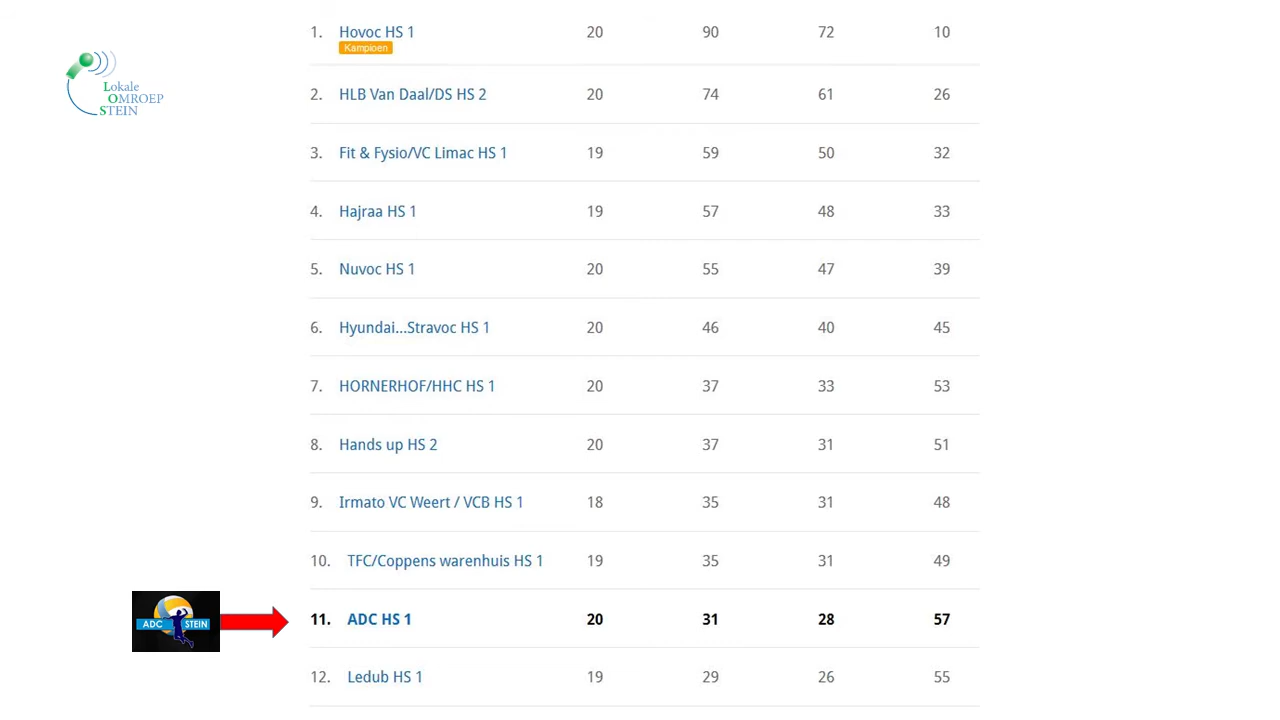 1. Hovoc HS 1 20 90 72 10
Kampioen
Lokale
OMROEP
STEIN
2. HLB Van Daal/DS HS 2 20 74 61 26
3. Fit & Fysio/VC Limac HS 1 19 59 50 32
4. Hajraa HS 1 19 57 48 33
5. Nuvoc HS 1 20 55 47 39
6. Hyundai...Stravoc HS 1 20 46 40 45
7. HORNERHOF/HHC HS 1 20 37 33 53
8. Hands up HS 2 20 37 31 51
9. Irmato VC Weert / VCB HS 1 18 35 31 48
10. TFC/Coppens warenhuis HS 1 19 35 31 49
ADC STEIN
11. ADC HS 1 20 31 28 57
12. Ledub HS 1 19 29 26 55